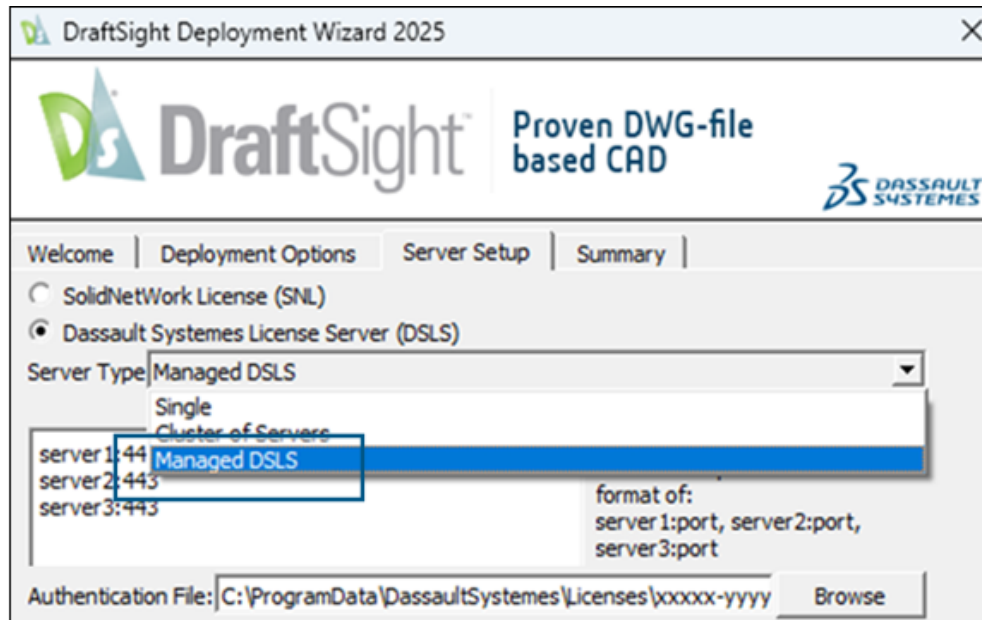 DraftSight Deployment Wizard 2025
DS DraftSight™ Proven DWG-file
based CAD
DASSAULT
SYSTEMES
Welcome Deployment Options Server Setup Summary
SolidNetWork License (SNL)
Dassault Systemes License Server (DSLS)
Server Type Managed DSLS
Single
Cluster of Servers
Managed DSLS
server1:44
server2:443
server3:443
format of:
server1:port, server2:port,
server3:port
Authentication File: C:\ProgramData\DassaultSystemes\Licenses\xxxxx-yyyy Browse